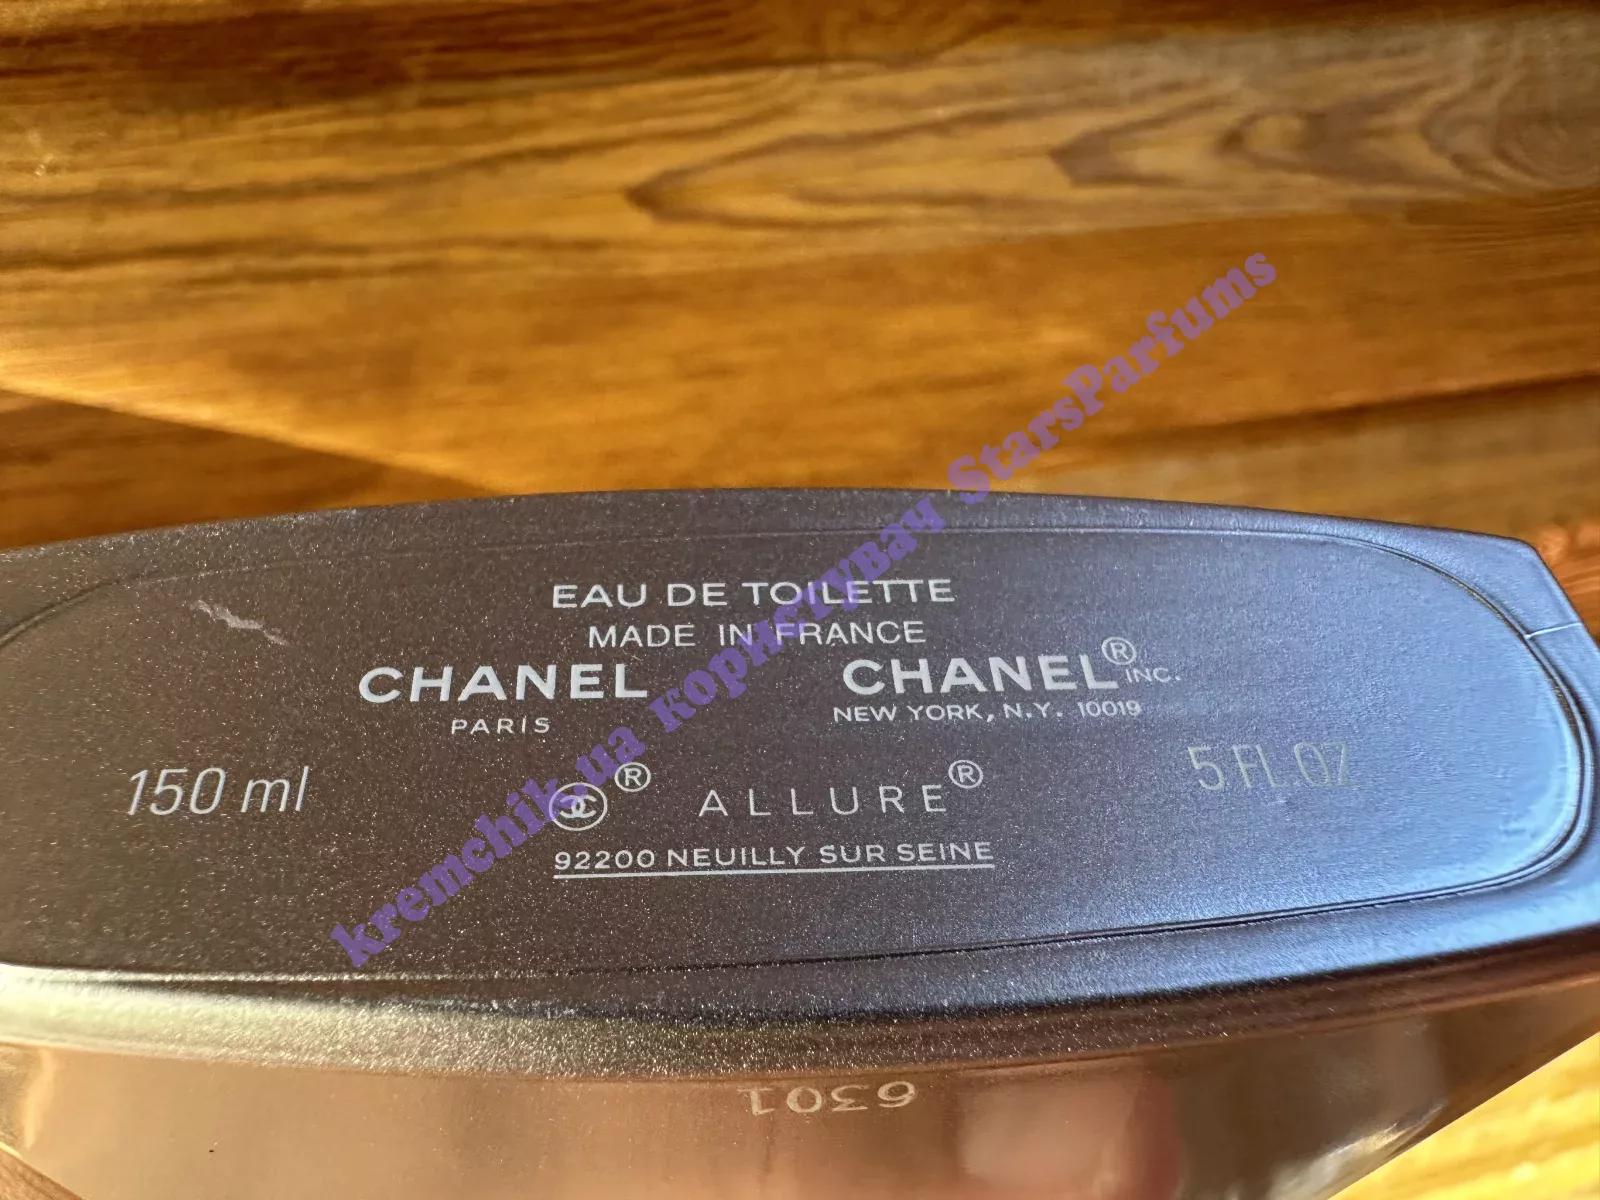 EAU DE TOILETTE
MADE IN FRANCE
CHANEL
PARIS
CHANEL® INC.
NEW YORK, N.Y. 10019
150 ml
® ALLURE®
5 FL OZ
92200 NEUILLY SUR SEINE
6301
kremchik.ua користувач StarsParfums